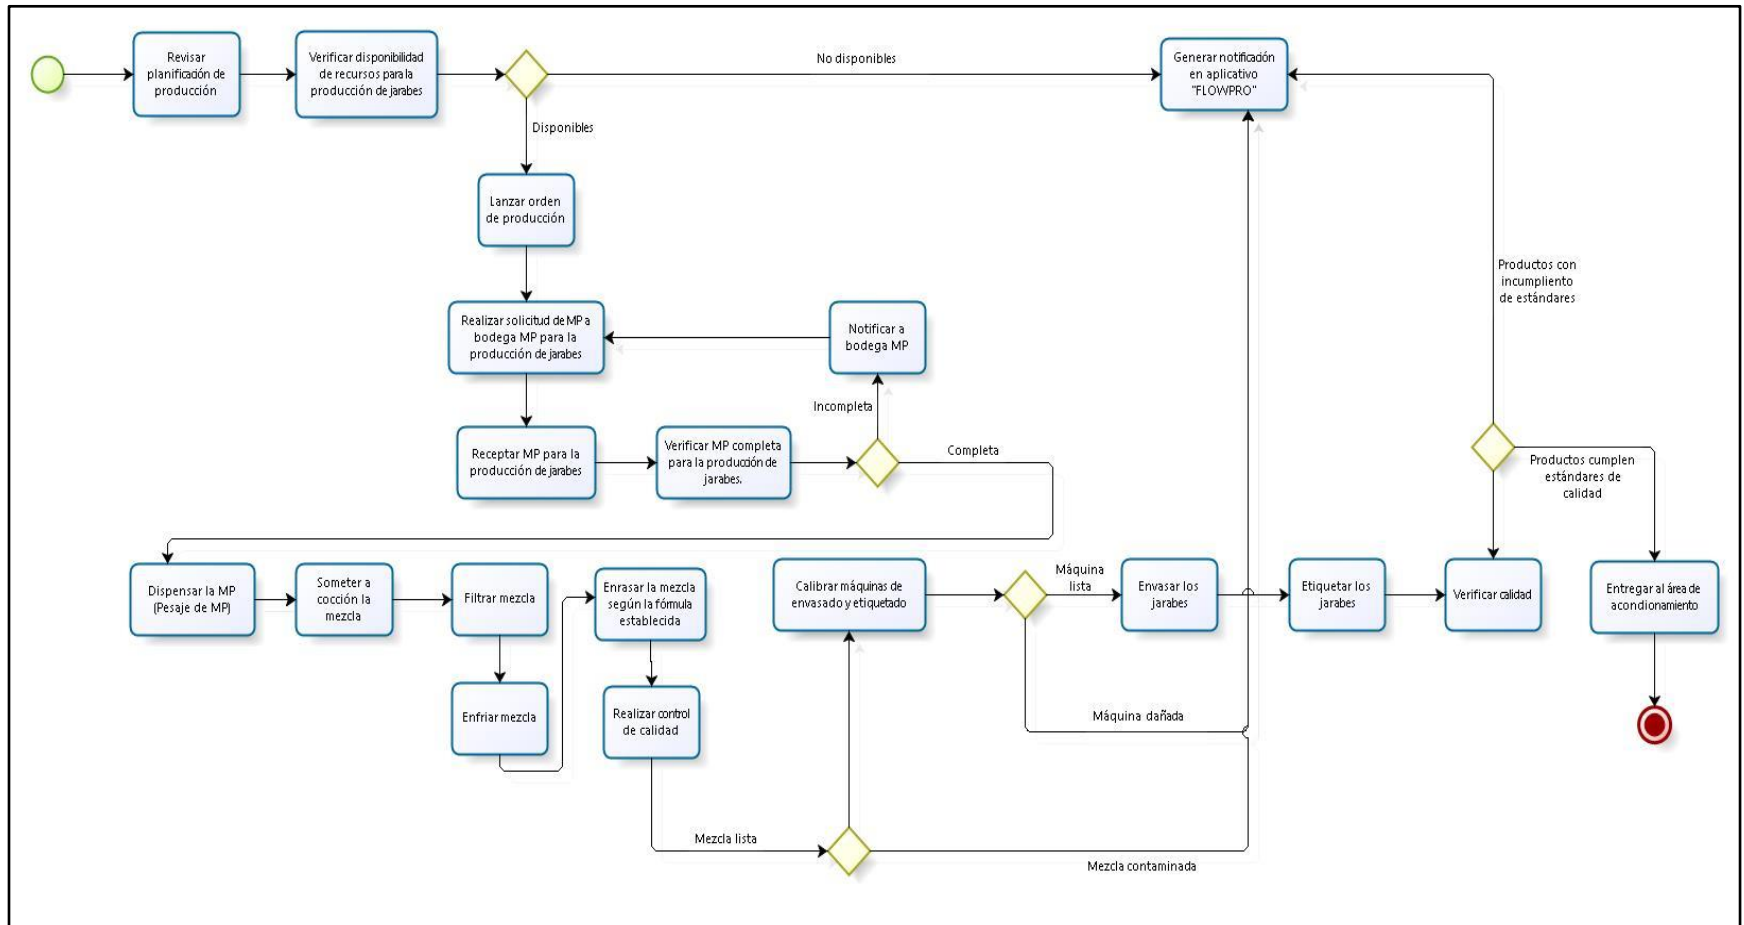 Revisar
planificación de
producción
Verificar disponibilidad
de recursos para la
producción de jarabes
No disponibles
Generar notificación
en aplicativo
"FLOWPRO"
Disponibles
Lanzar orden
de producción
Productos con
incumpliento
de estándares
Realizar solicitud de MP a
bodega MP para la
producción de jarabes
Notificar a
bodega MP
Incompleta
Receptar MP para la
producción de jarabes
Verificar MP completa
para la producción de
jarabes.
Completa
Productos cumplen
estándares de
calidad
Dispensar la MP
(Pesaje de MP)
Someter a
cocción la
mezcla
Filtrar mezcla
Enrasar la mezcla
según la fórmula
establecida
Calibrar máquinas de
envasado y etiquetado
Máquina
lista
Envasar los
jarabes
Etiquetar los
jarabes
Verificar calidad
Entregar al área de
acondionamiento
Enfriar mezcla
Realizar control
de calidad
Máquina dañada
Mezcla lista
Mezcla contaminada